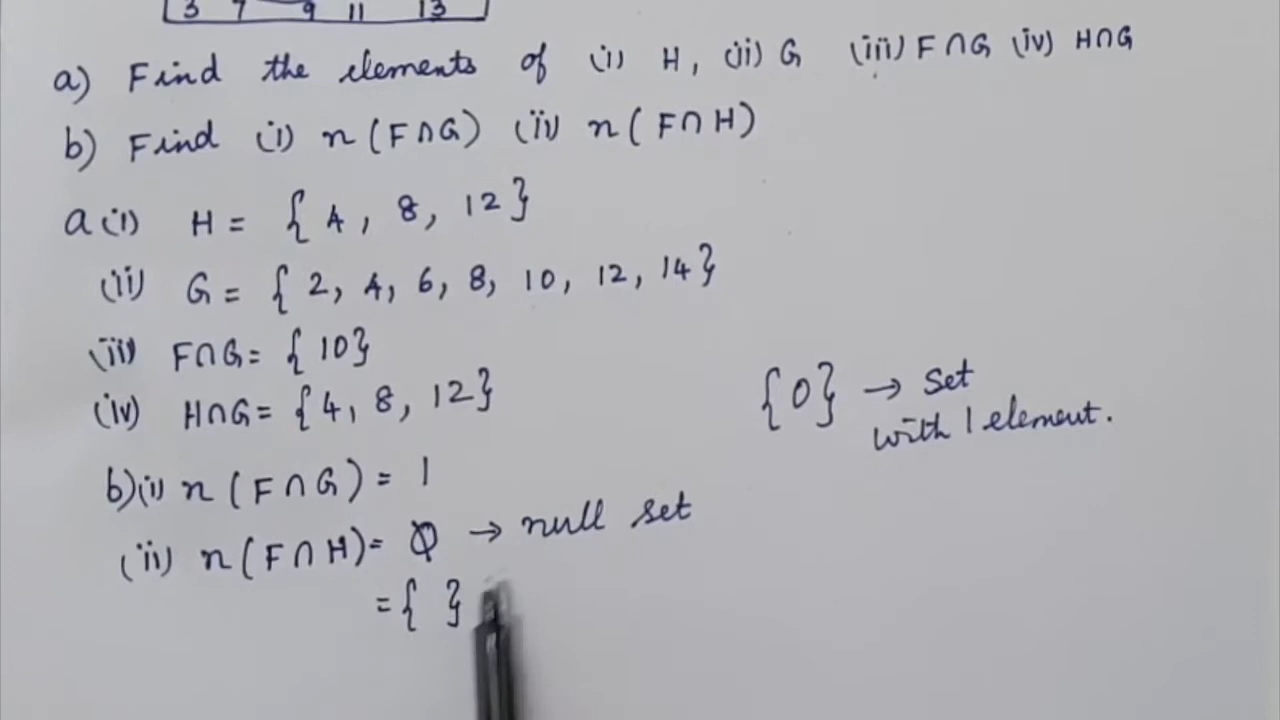 3 7 9 11 13
a) Find the elements of (i) H, (ii) G (iii) F∩G (iv) H∩G
b) Find (i) n(F∩G) (ii) n(F∩H)
a(i) H = {4, 8, 12}
(ii) G = {2, 4, 6, 8, 10, 12, 14}
(iii) F∩G = {10}
(iv) H∩G = {4, 8, 12}
{0} → Set
with 1 element.
b)(i) n(F∩G) = 1
(ii) n(F∩H) = Φ → null set
= { }